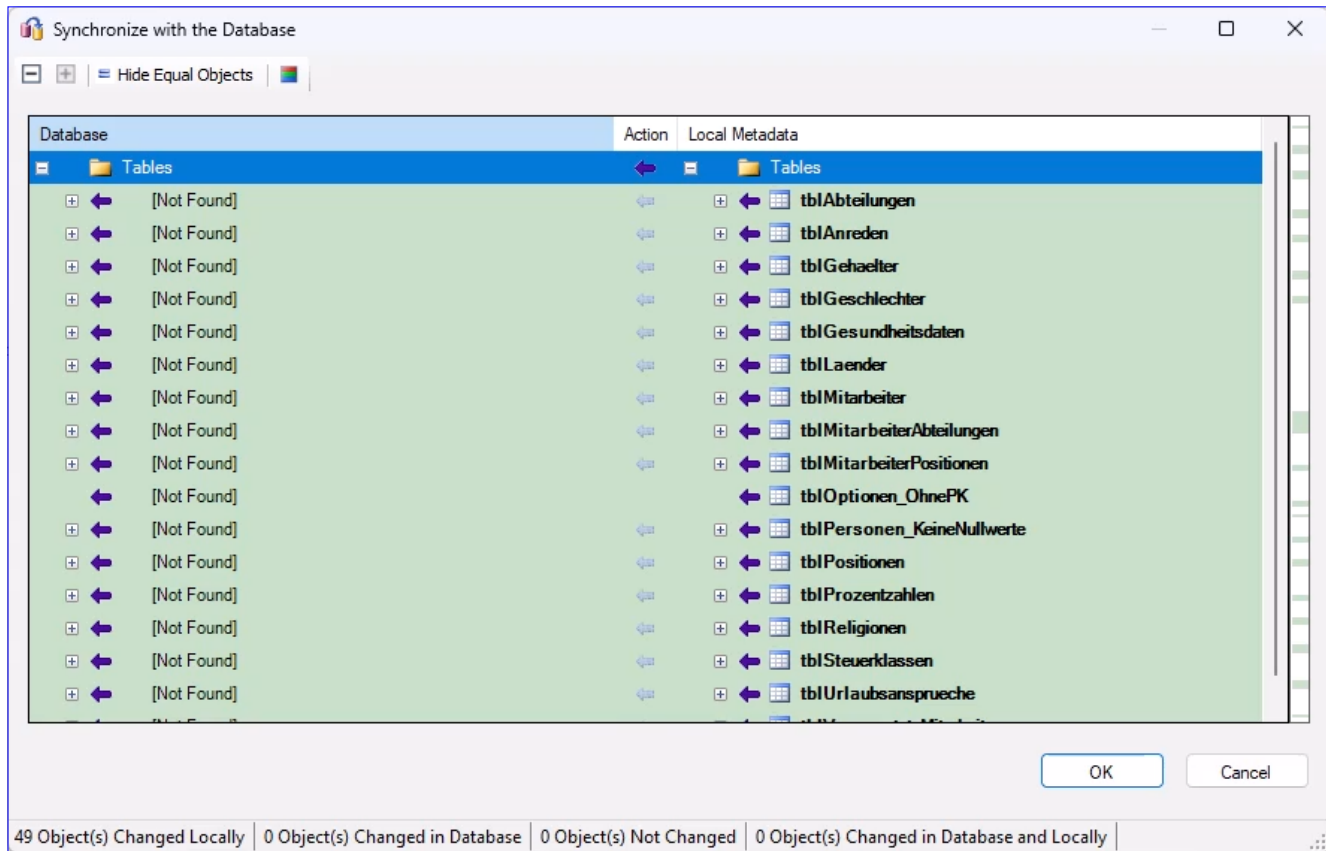 Synchronize with the Database
Hide Equal Objects
Database Action Local Metadata
Tables Tables
[Not Found] tblAbteilungen
[Not Found] tblAnreden
[Not Found] tblGehaelter
[Not Found] tblGeschlechter
[Not Found] tblGesundheitsdaten
[Not Found] tblLaender
[Not Found] tblMitarbeiter
[Not Found] tblMitarbeiterAbteilungen
[Not Found] tblMitarbeiterPositionen
[Not Found] tblOptionen_OhnePK
[Not Found] tblPersonen_KeineNullwerte
[Not Found] tblPositionen
[Not Found] tblProzentzahlen
[Not Found] tblReligionen
[Not Found] tblSteuerklassen
[Not Found] tblUrlaubsansprueche
OK Cancel
49 Object(s) Changed Locally 0 Object(s) Changed in Database 0 Object(s) Not Changed 0 Object(s) Changed in Database and Locally